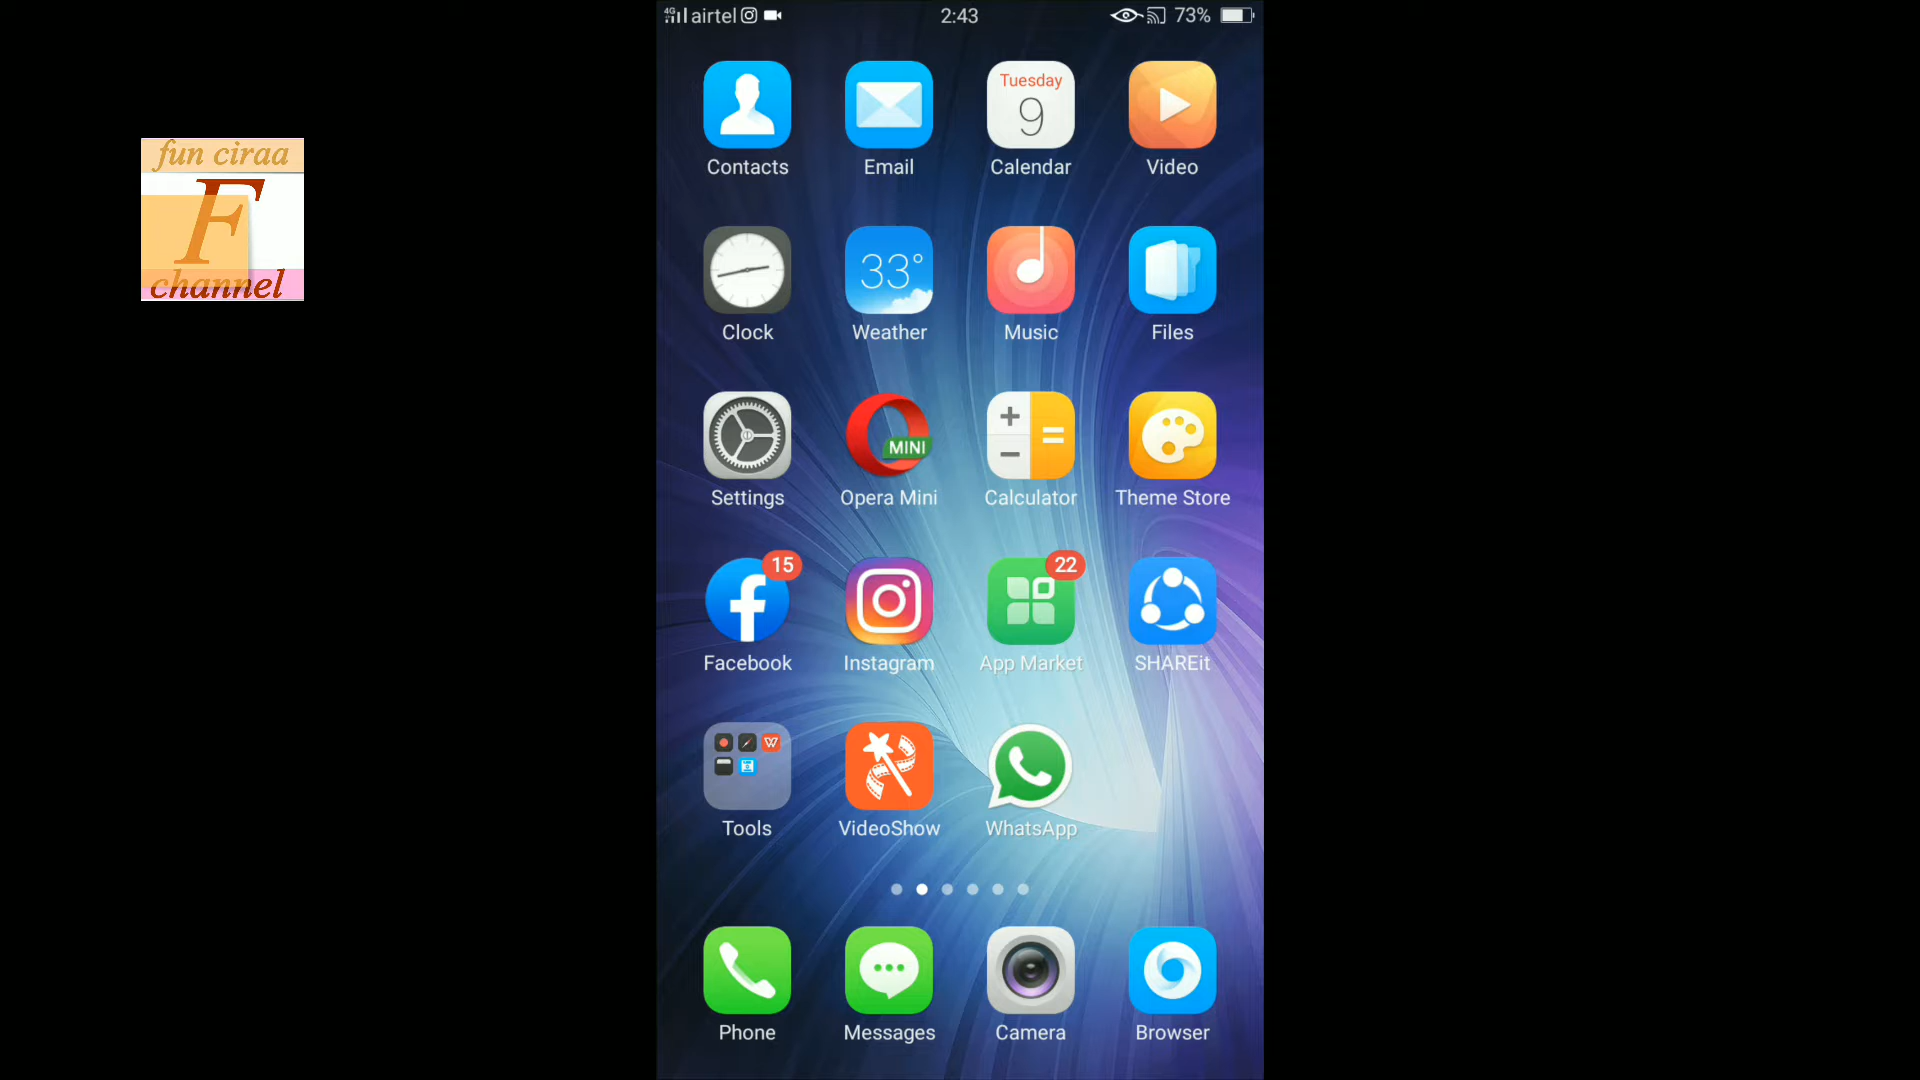 4G airtel 2:43 73%
fun ciraa
F
channel
Tuesday
9
Contacts Email Calendar Video
33°
Clock Weather Music Files
+
=
−
MINI
Settings Opera Mini Calculator Theme Store
15 22
Facebook Instagram App Market SHAREit
W
Tools VideoShow WhatsApp
Phone Messages Camera Browser